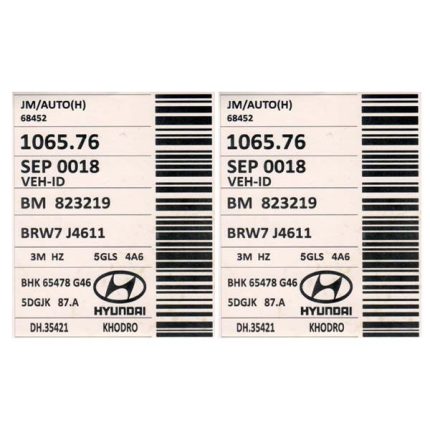 JM/AUTO(H)
68452
1065.76
SEP 0018
VEH-ID
BM 823219
BRW7 J4611
3M HZ 5GLS 4A6
BHK 65478 G46
5DGJK 87.A
HYUNDAI
DH.35421 KHODRO
JM/AUTO(H)
68452
1065.76
SEP 0018
VEH-ID
BM 823219
BRW7 J4611
3M HZ 5GLS 4A6
BHK 65478 G46
5DGJK 87.A
HYUNDAI
DH.35421 KHODRO